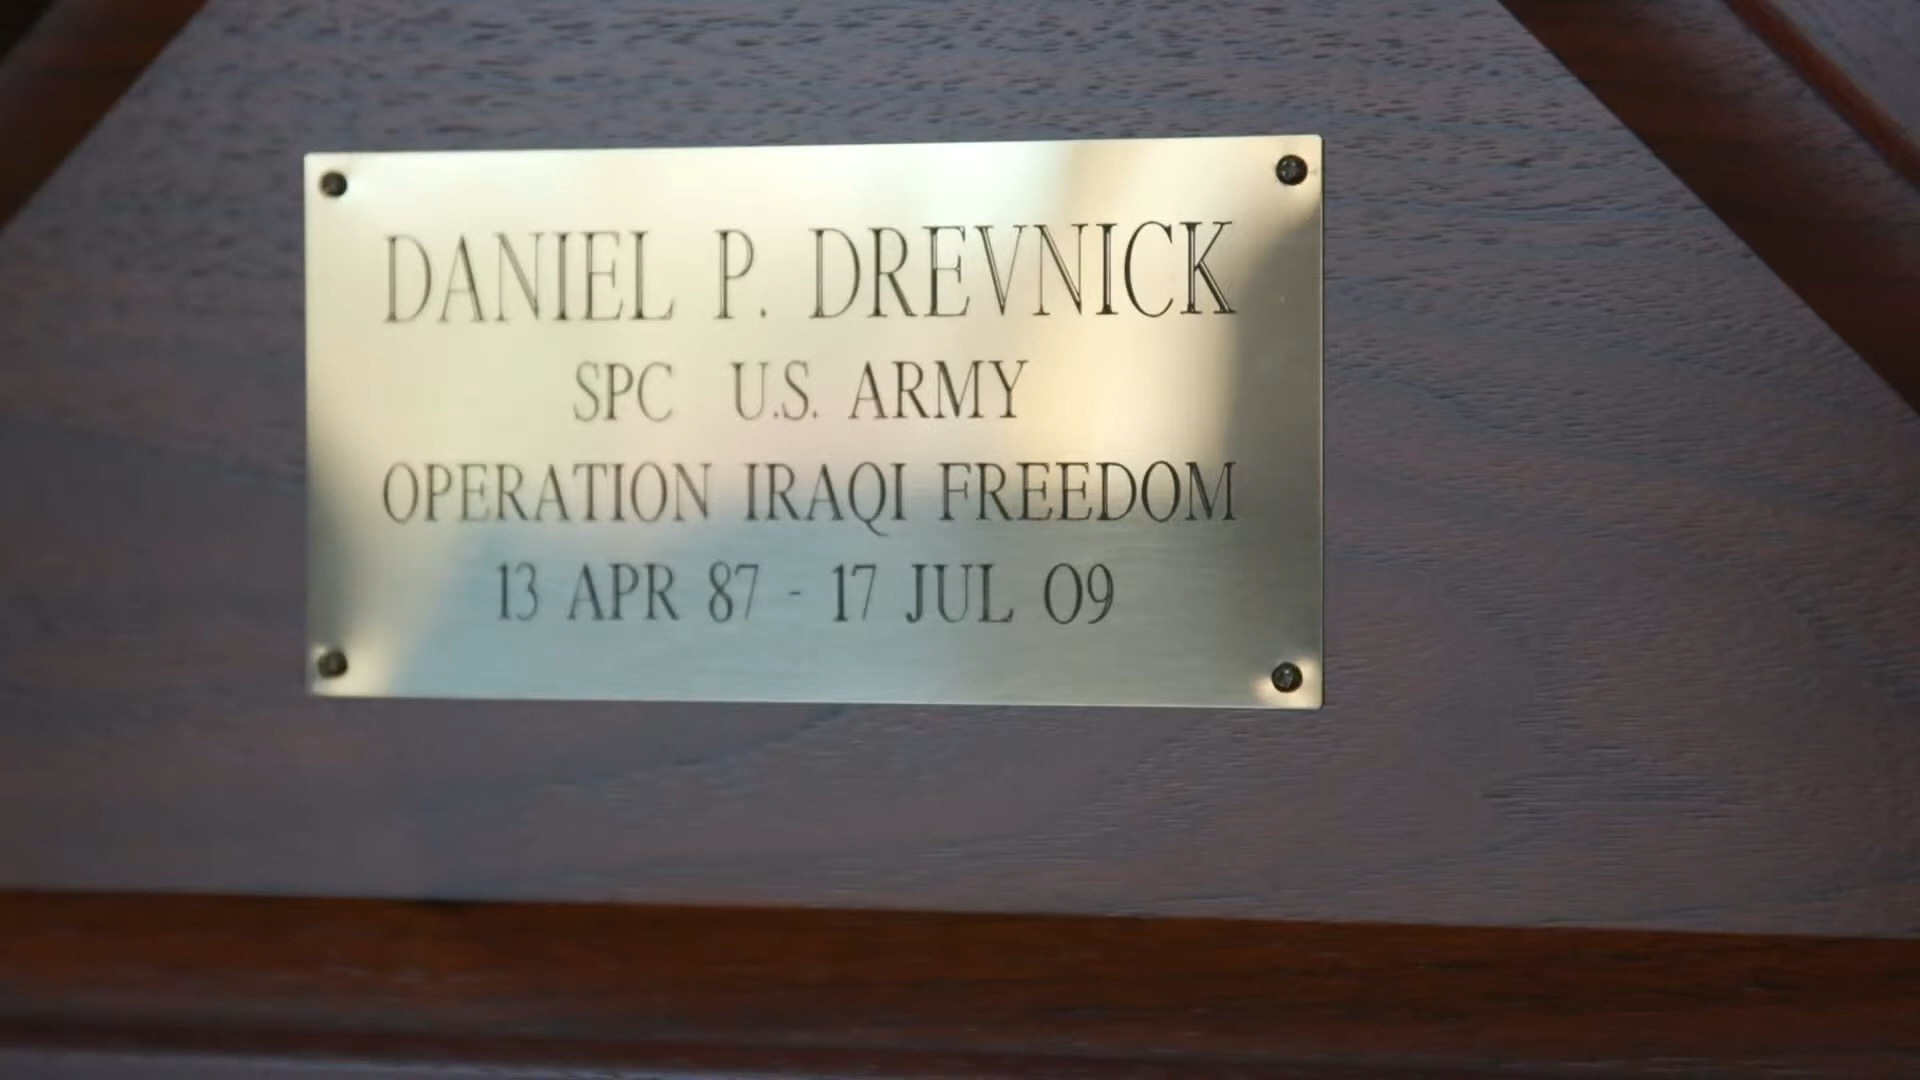 DANIEL P. DREVNICK
SPC U.S. ARMY
OPERATION IRAQI FREEDOM
13 APR 87 - 17 JUL 09